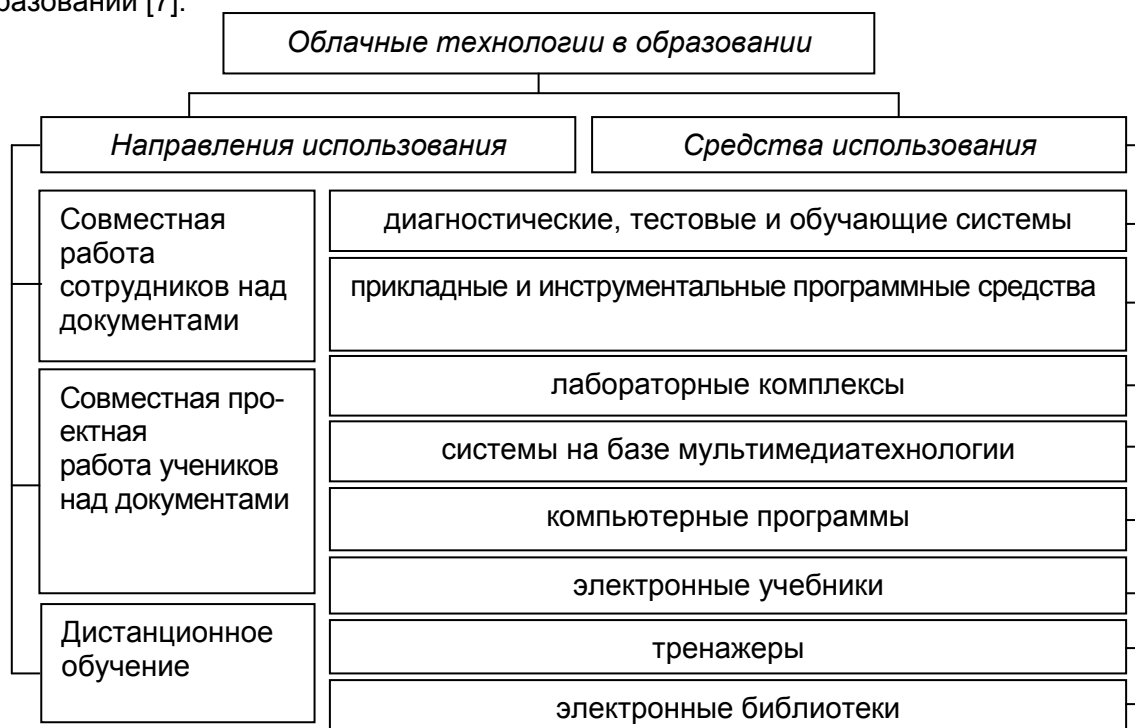 разовании [7].
Облачные технологии в образовании
Направления использования
Средства использования
Совместная
работа
сотрудников над
документами
Совместная про-
ектная
работа учеников
над документами
Дистанционное
обучение
диагностические, тестовые и обучающие системы
прикладные и инструментальные программные средства
лабораторные комплексы
системы на базе мультимедиатехнологии
компьютерные программы
электронные учебники
тренажеры
электронные библиотеки